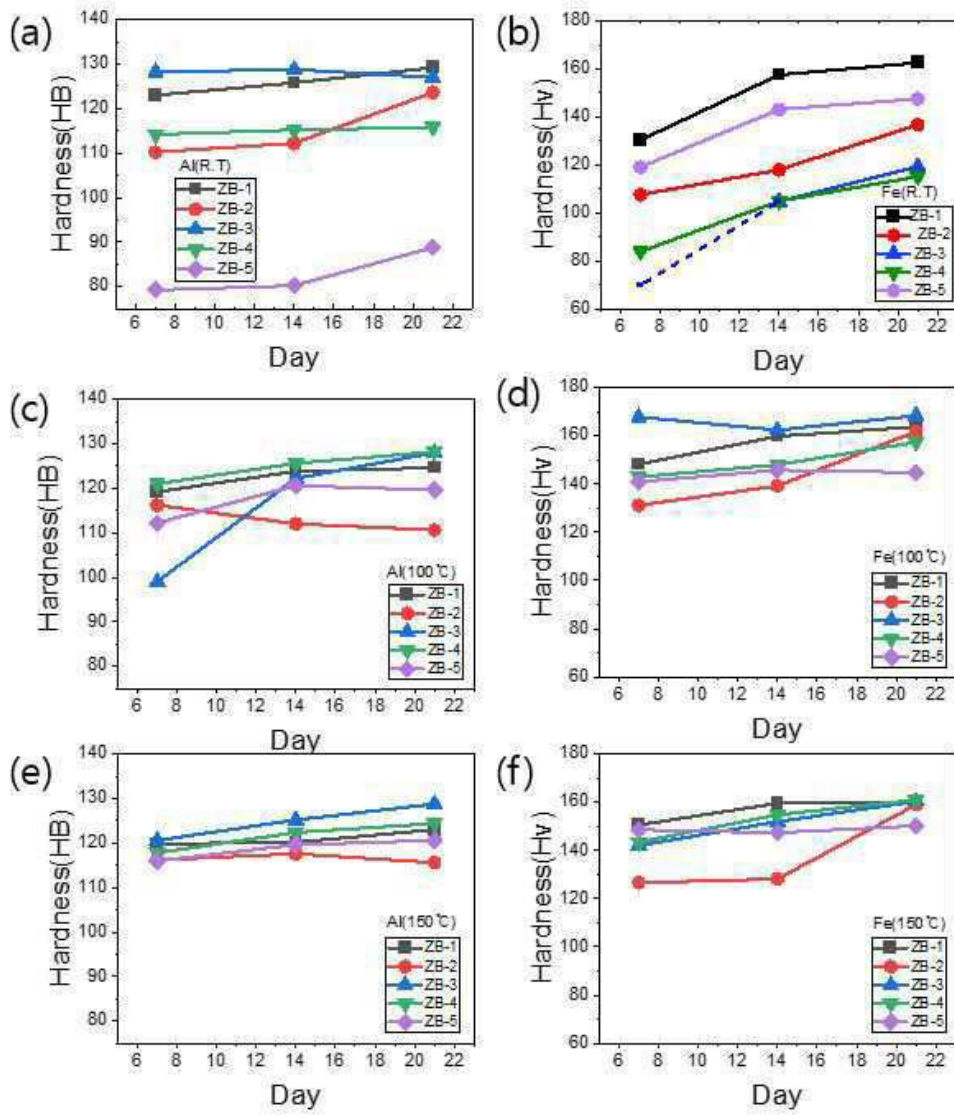 (a)
140
130
120
110
100
90
80
Hardness(HB)
Al(R.T)
ZB-1
ZB-2
ZB-3
ZB-4
ZB-5
6 8 10 12 14 16 18 20 22
Day
(b)
180
160
140
120
100
80
60
Hardness(Hv)
Fe(R.T)
ZB-1
ZB-2
ZB-3
ZB-4
ZB-5
6 8 10 12 14 16 18 20 22
Day
(c)
140
130
120
110
100
90
80
Hardness(HB)
Al(100℃)
ZB-1
ZB-2
ZB-3
ZB-4
ZB-5
6 8 10 12 14 16 18 20 22
Day
(d)
180
160
140
120
100
80
60
Hardness(Hv)
Fe(100℃)
ZB-1
ZB-2
ZB-3
ZB-4
ZB-5
6 8 10 12 14 16 18 20 22
Day
(e)
140
130
120
110
100
90
80
Hardness(HB)
Al(150℃)
ZB-1
ZB-2
ZB-3
ZB-4
ZB-5
6 8 10 12 14 16 18 20 22
Day
(f)
180
160
140
120
100
80
60
Hardness(Hv)
Fe(150℃)
ZB-1
ZB-2
ZB-3
ZB-4
ZB-5
6 8 10 12 14 16 18 20 22
Day